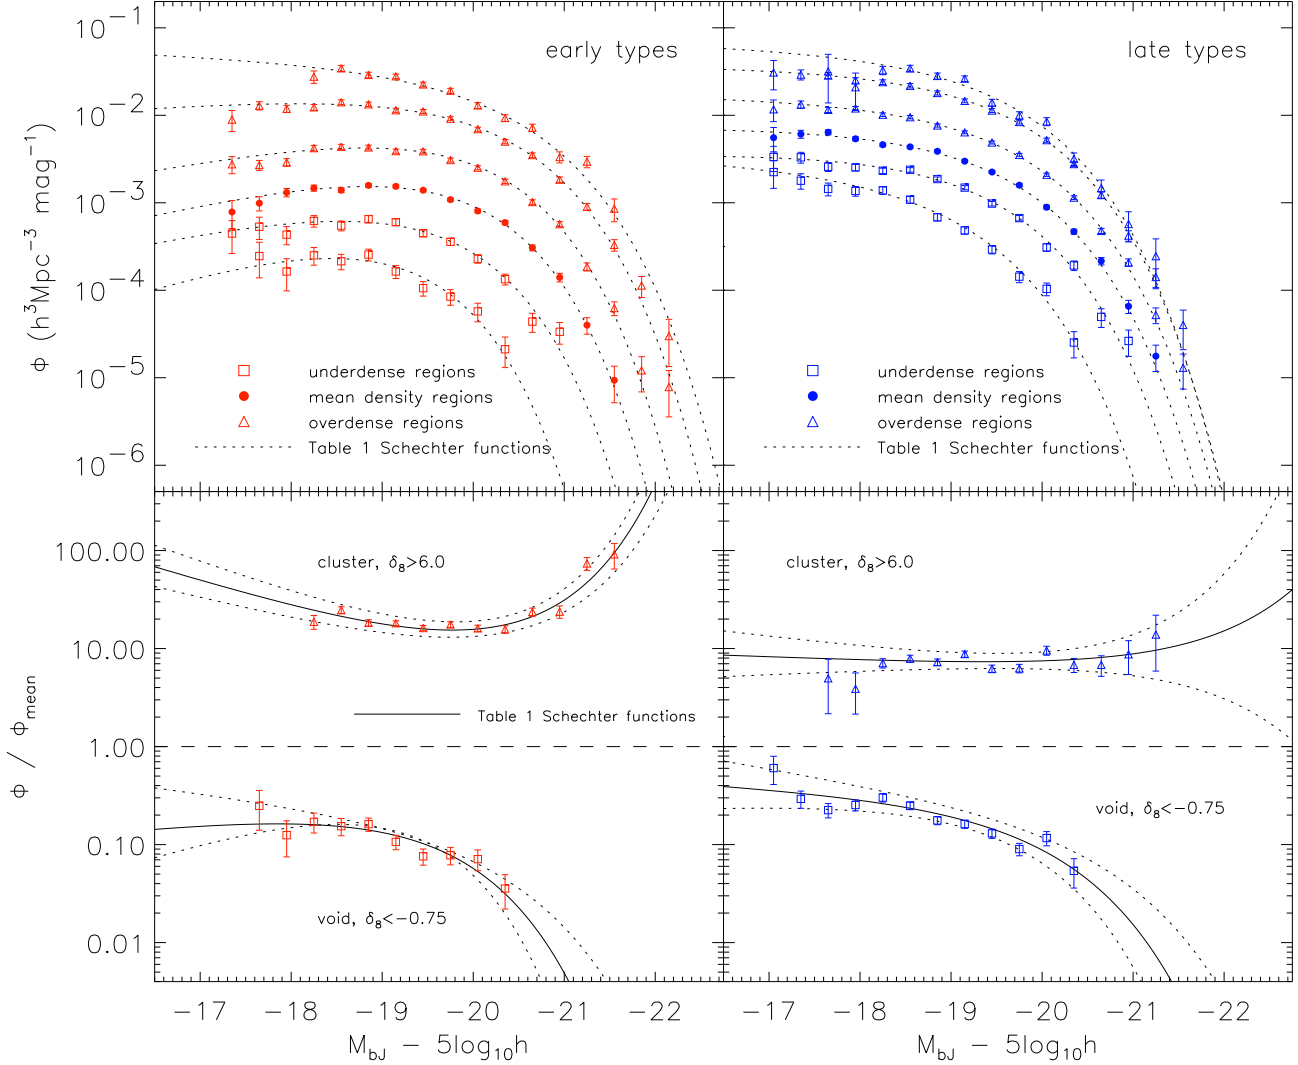 early types
late types
10⁻¹
10⁻²
10⁻³
10⁻⁴
10⁻⁵
10⁻⁶
ϕ (h³Mpc⁻³ mag⁻¹)
underdense regions
mean density regions
overdense regions
Table 1 Schechter functions
underdense regions
mean density regions
overdense regions
Table 1 Schechter functions
100.00
10.00
1.00
0.10
0.01
ϕ / ϕmean
cluster, δ₈>6.0
Table 1 Schechter functions
void, δ₈<−0.75
cluster, δ₈>6.0
void, δ₈<−0.75
−17 −18 −19 −20 −21 −22
−17 −18 −19 −20 −21 −22
M_bJ − 5log₁₀h
M_bJ − 5log₁₀h